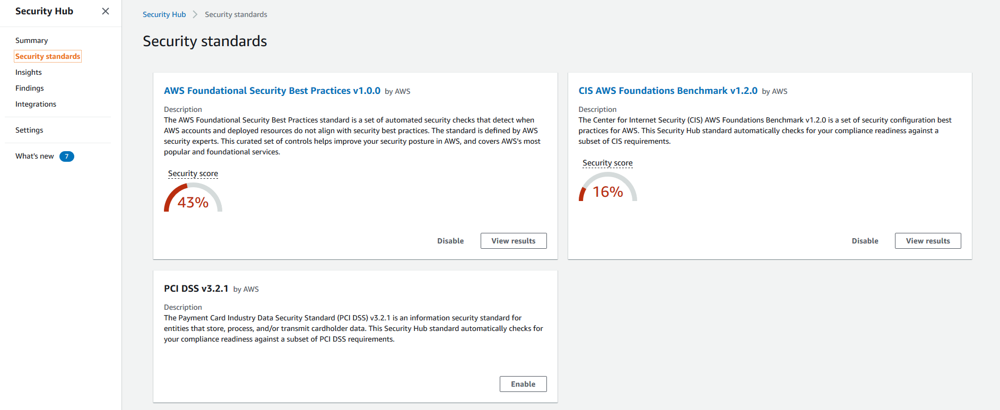 Security Hub
Summary
Security standards
Insights
Findings
Integrations
Settings
What's new 7
Security Hub Security standards
Security standards
AWS Foundational Security Best Practices v1.0.0 by AWS
Description
The AWS Foundational Security Best Practices standard is a set of automated security checks that detect when
AWS accounts and deployed resources do not align with security best practices. The standard is defined by AWS
security experts. This curated set of controls helps improve your security posture in AWS, and covers AWS's most
popular and foundational services.
Security score
43%
Disable View results
CIS AWS Foundations Benchmark v1.2.0 by AWS
Description
The Center for Internet Security (CIS) AWS Foundations Benchmark v1.2.0 is a set of security configuration best
practices for AWS. This Security Hub standard automatically checks for your compliance readiness against a
subset of CIS requirements.
Security score
16%
Disable View results
PCI DSS v3.2.1 by AWS
Description
The Payment Card Industry Data Security Standard (PCI DSS) v3.2.1 is an information security standard for
entities that store, process, and/or transmit cardholder data. This Security Hub standard automatically checks for
your compliance readiness against a subset of PCI DSS requirements.
Enable